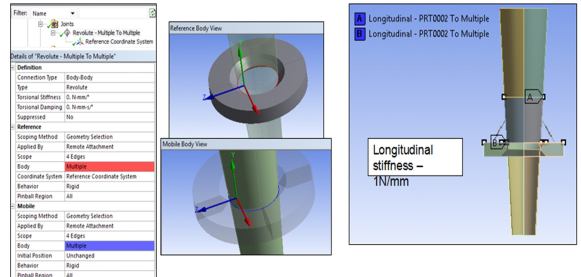 Filter: Name
Joints
Revolute - Multiple To Multiple
Reference Coordinate System
Details of "Revolute - Multiple To Multiple"
Definition
Connection Type Body-Body
Type Revolute
Torsional Stiffness 0. N·mm/°
Torsional Damping 0. N·mm·s/°
Suppressed No
Reference
Scoping Method Geometry Selection
Applied By Remote Attachment
Scope 4 Edges
Body Multiple
Coordinate System Reference Coordinate System
Behavior Rigid
Pinball Region All
Mobile
Scoping Method Geometry Selection
Applied By Remote Attachment
Scope 4 Edges
Body Multiple
Initial Position Unchanged
Behavior Rigid
Pinball Region All
Reference Body View
Z
Mobile Body View
Y
Z
A Longitudinal - PRT0002 To Multiple
B Longitudinal - PRT0002 To Multiple
A
B
Longitudinal
stiffness –
1N/mm